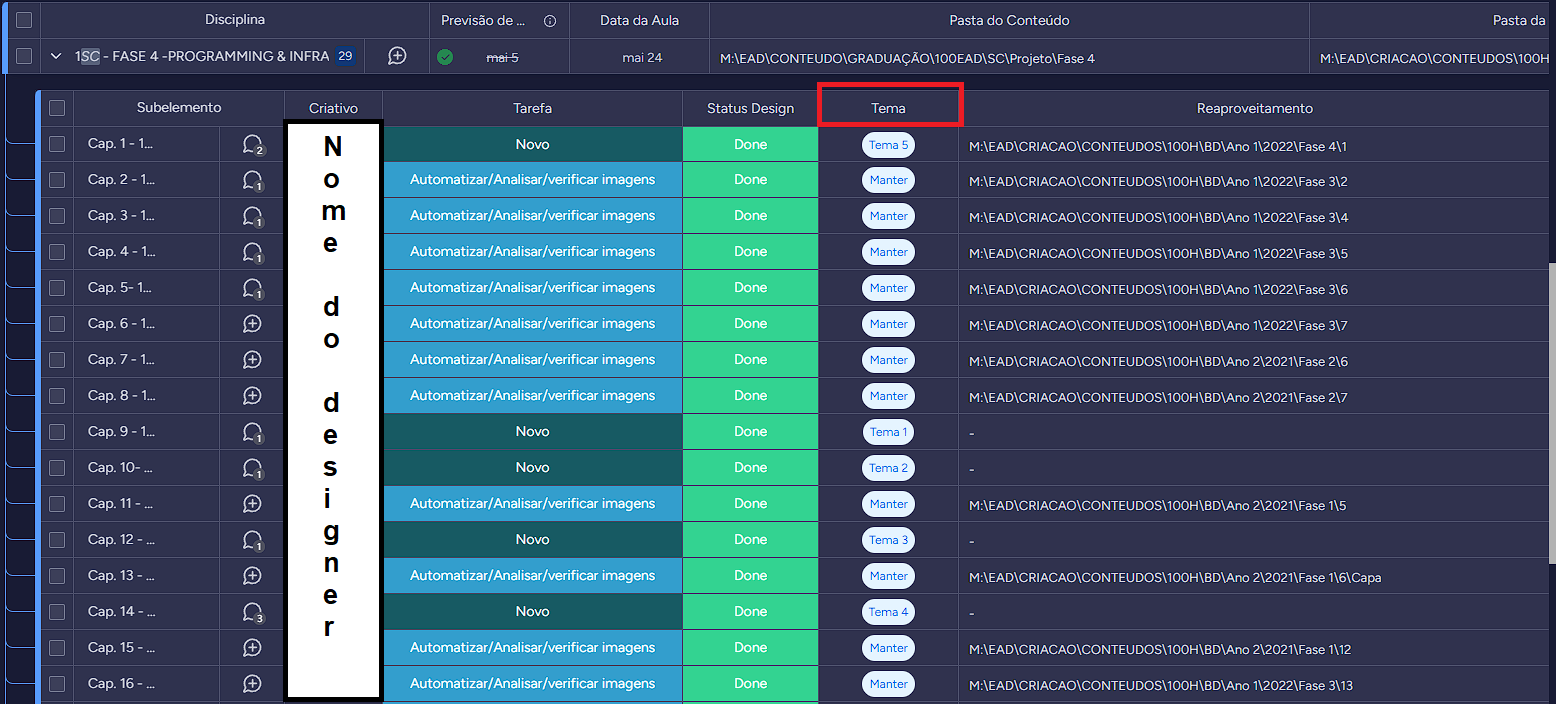 Disciplina Previsão de ... Data da Aula Pasta do Conteúdo Pasta da
1SC - FASE 4 -PROGRAMMING & INFRA 29 mai 5 mai 24 M:\EAD\CONTEUDO\GRADUAÇÃO\100EAD\SC\Projeto\Fase 4 M:\EAD\CRIACAO\CONTEUDOS\100H
Subelemento Criativo Tarefa Status Design Tema Reaproveitamento
Nome do designer
Cap. 1 - 1... 2 Novo Done Tema 5 M:\EAD\CRIACAO\CONTEUDOS\100H\BD\Ano 1\2022\Fase 4\1
Cap. 2 - 1... 1 Automatizar/Analisar/verificar imagens Done Manter M:\EAD\CRIACAO\CONTEUDOS\100H\BD\Ano 1\2022\Fase 3\2
Cap. 3 - 1... 1 Automatizar/Analisar/verificar imagens Done Manter M:\EAD\CRIACAO\CONTEUDOS\100H\BD\Ano 1\2022\Fase 3\4
Cap. 4 - 1... 1 Automatizar/Analisar/verificar imagens Done Manter M:\EAD\CRIACAO\CONTEUDOS\100H\BD\Ano 1\2022\Fase 3\5
Cap. 5- 1... 1 Automatizar/Analisar/verificar imagens Done Manter M:\EAD\CRIACAO\CONTEUDOS\100H\BD\Ano 1\2022\Fase 3\6
Cap. 6 - 1... Automatizar/Analisar/verificar imagens Done Manter M:\EAD\CRIACAO\CONTEUDOS\100H\BD\Ano 1\2022\Fase 3\7
Cap. 7 - 1... Automatizar/Analisar/verificar imagens Done Manter M:\EAD\CRIACAO\CONTEUDOS\100H\BD\Ano 2\2021\Fase 2\6
Cap. 8 - 1... Automatizar/Analisar/verificar imagens Done Manter M:\EAD\CRIACAO\CONTEUDOS\100H\BD\Ano 2\2021\Fase 2\7
Cap. 9 - 1... 1 Novo Done Tema 1 -
Cap. 10- ... 1 Novo Done Tema 2 -
Cap. 11 - ... Automatizar/Analisar/verificar imagens Done Manter M:\EAD\CRIACAO\CONTEUDOS\100H\BD\Ano 2\2021\Fase 1\5
Cap. 12 - ... 1 Novo Done Tema 3 -
Cap. 13 - ... Automatizar/Analisar/verificar imagens Done Manter M:\EAD\CRIACAO\CONTEUDOS\100H\BD\Ano 2\2021\Fase 1\6\Capa
Cap. 14 - ... 3 Novo Done Tema 4 -
Cap. 15 - ... Automatizar/Analisar/verificar imagens Done Manter M:\EAD\CRIACAO\CONTEUDOS\100H\BD\Ano 2\2021\Fase 1\12
Cap. 16 - ... Automatizar/Analisar/verificar imagens Done Manter M:\EAD\CRIACAO\CONTEUDOS\100H\BD\Ano 1\2022\Fase 3\13